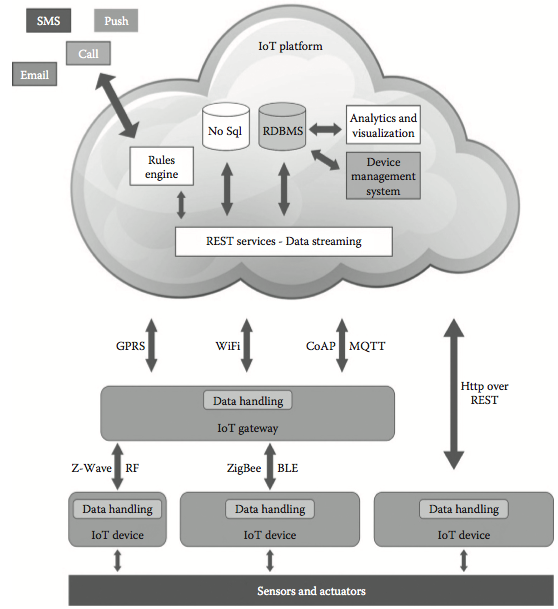 SMS
Push
Call
Email
IoT platform
No Sql
RDBMS
Analytics and
visualization
Rules
engine
Device
management
system
REST services - Data streaming
GPRS
WiFi
CoAP
MQTT
Http over
REST
Data handling
IoT gateway
Z-Wave
RF
ZigBee
BLE
Data handling
IoT device
Data handling
IoT device
Data handling
IoT device
Sensors and actuators